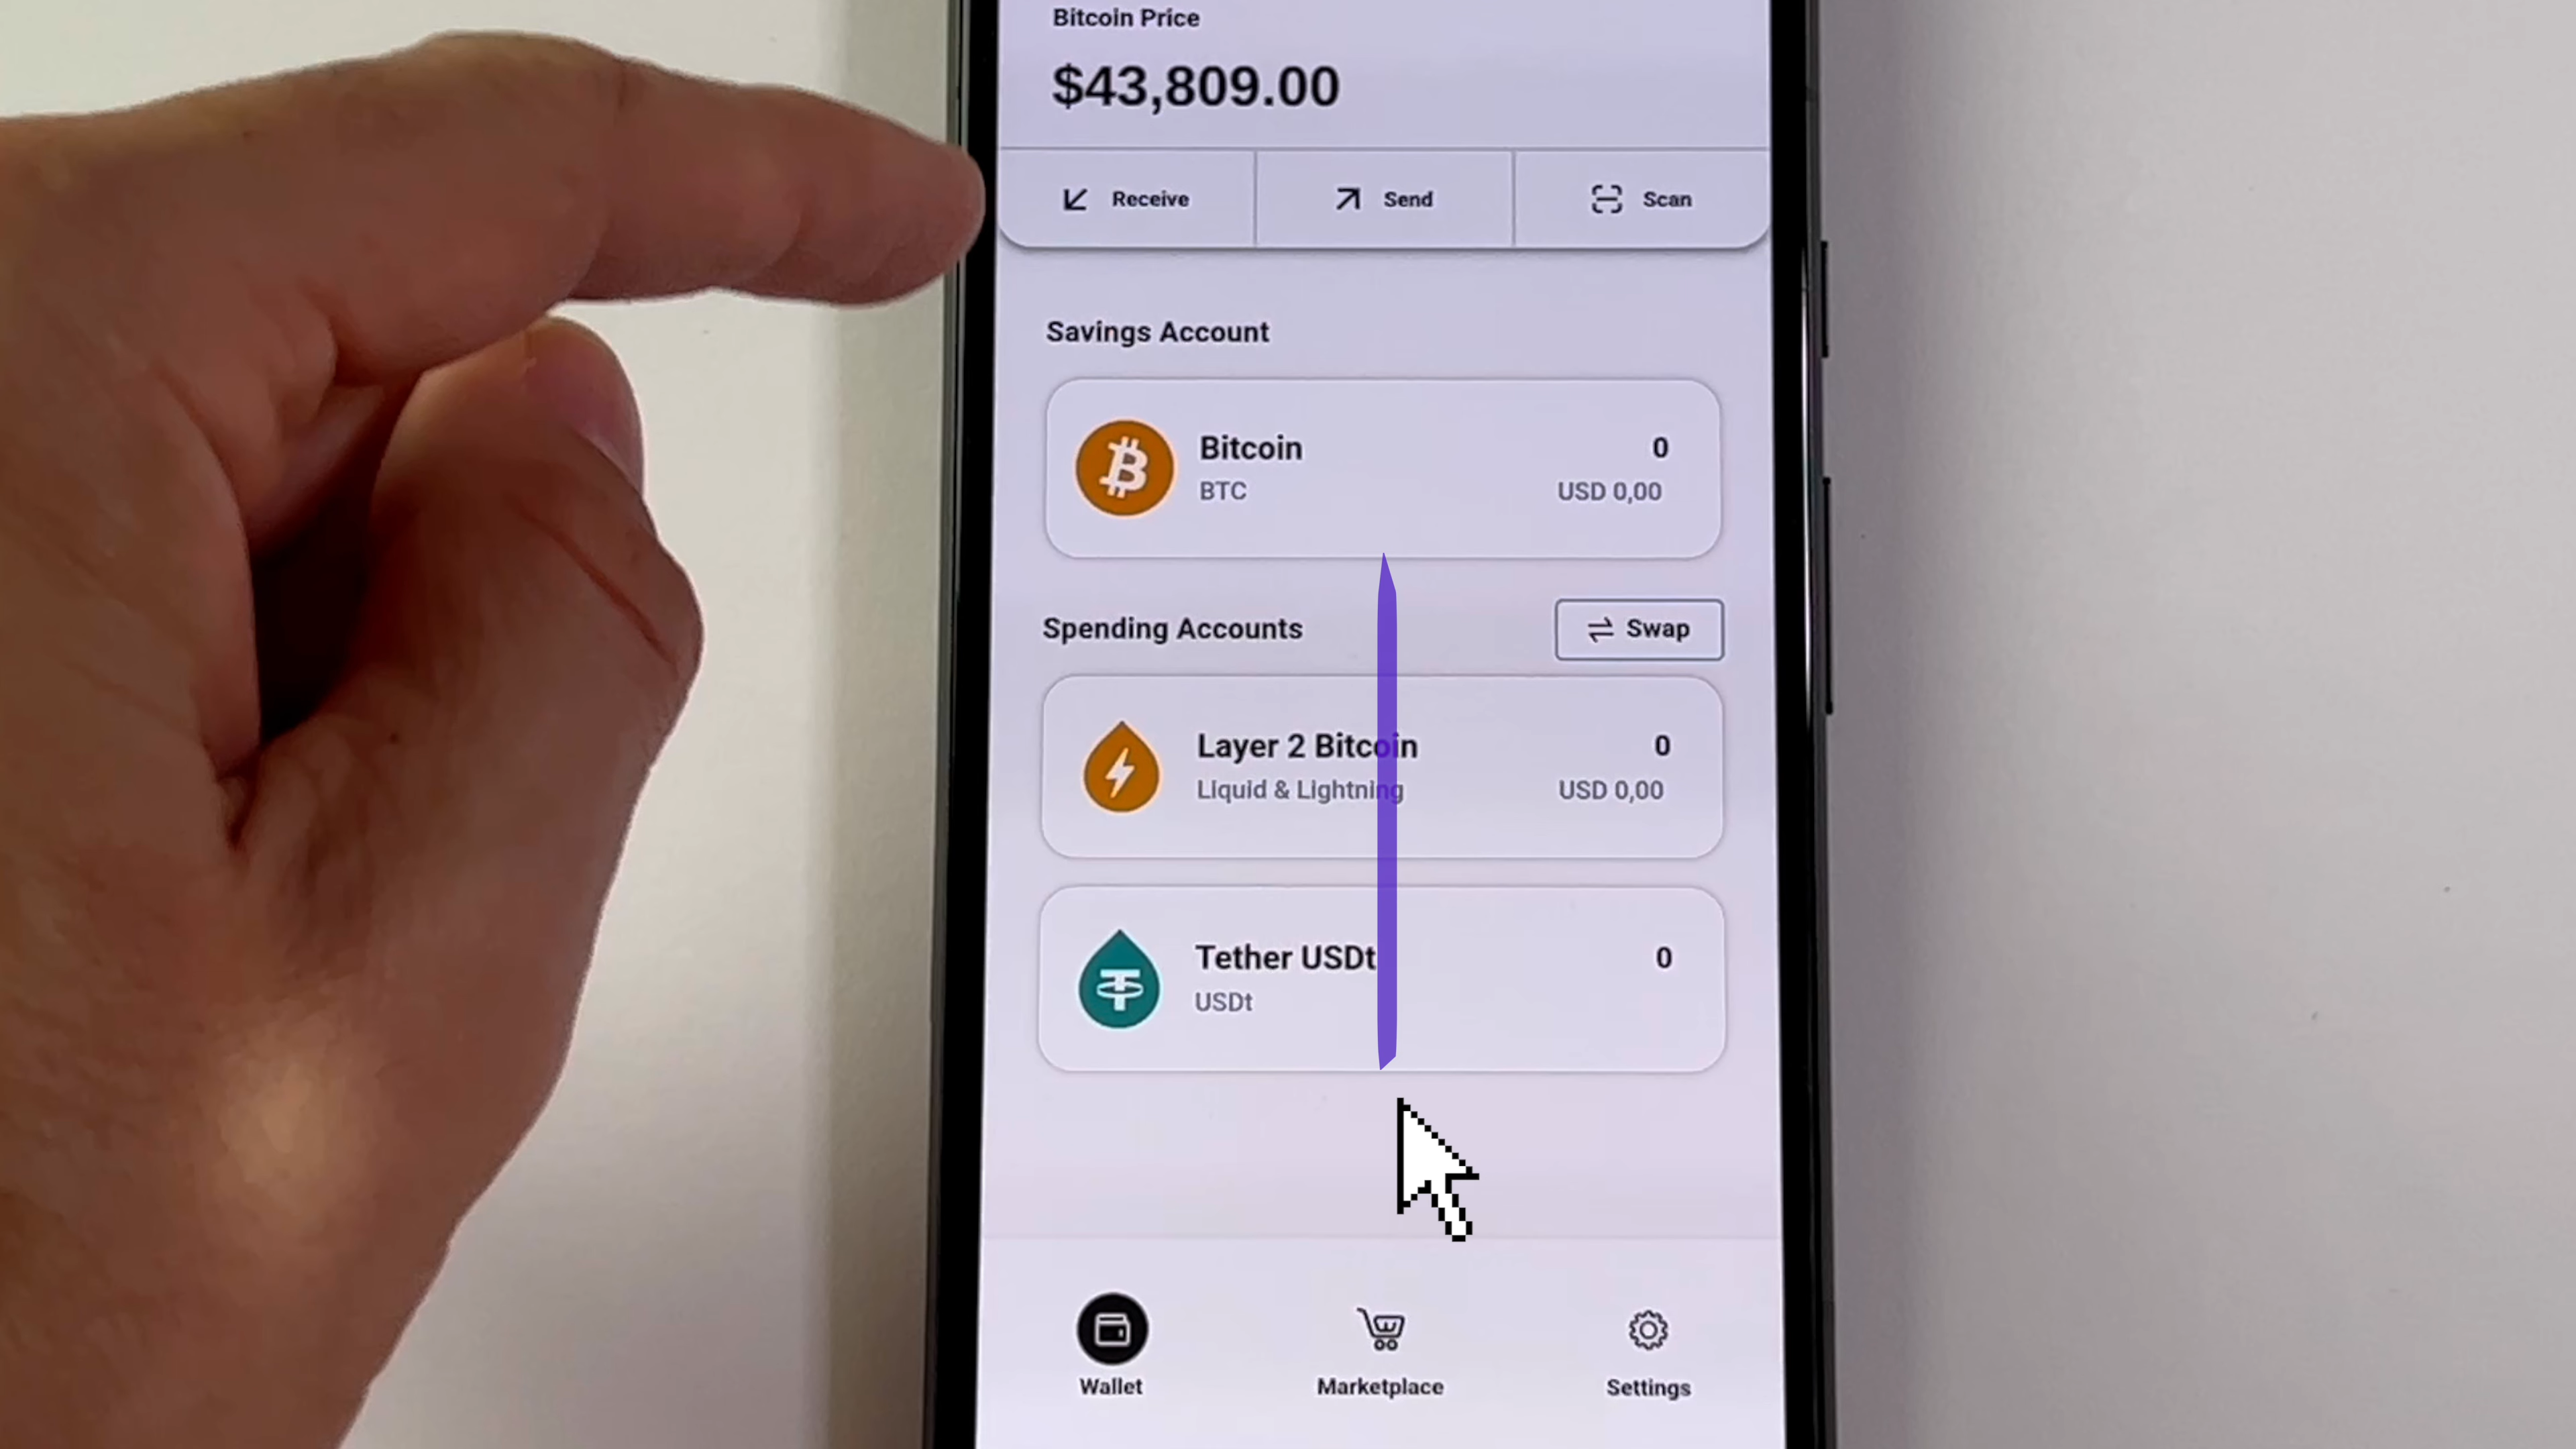 Bitcoin Price
$43,809.00
Receive
Send
Scan
Savings Account
Bitcoin
0
BTC
USD 0,00
Spending Accounts
Swap
Layer 2 Bitcoin
0
Liquid & Lightning
USD 0,00
Tether USDt
0
USDt
Wallet
Marketplace
Settings